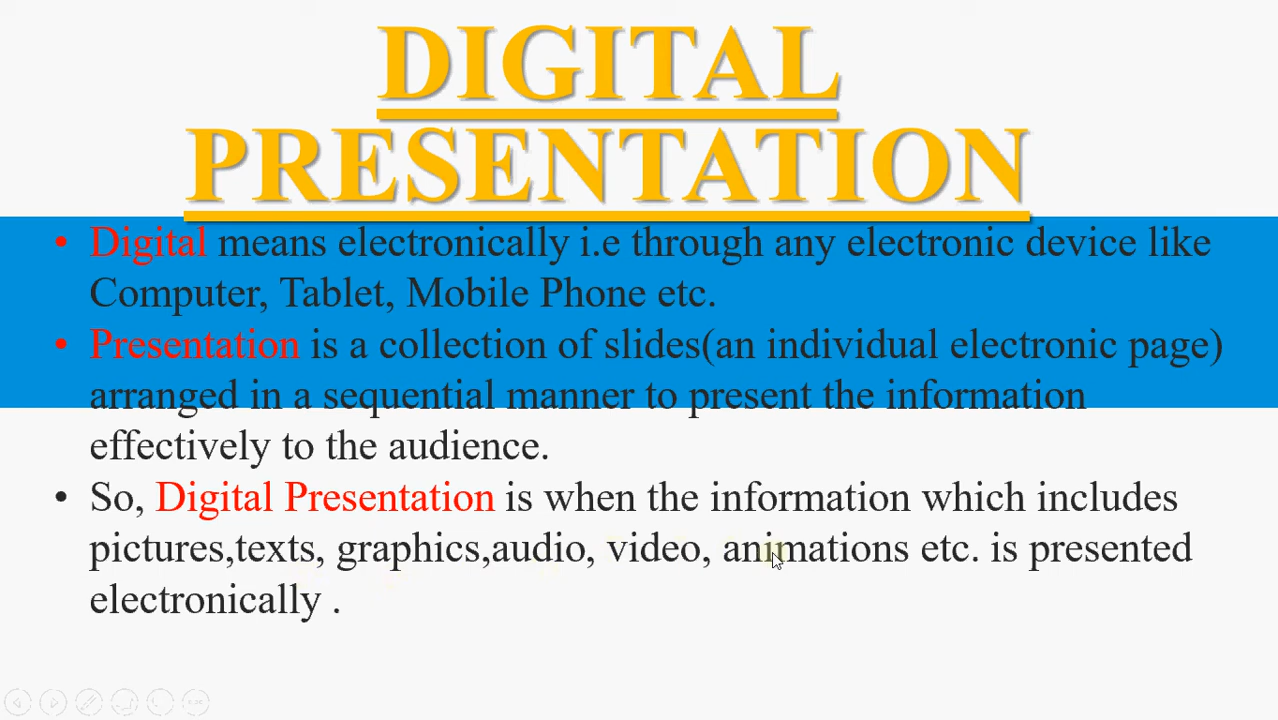 DIGITAL
PRESENTATION
• Digital means electronically i.e through any electronic device like
Computer, Tablet, Mobile Phone etc.
• Presentation is a collection of slides(an individual electronic page)
arranged in a sequential manner to present the information
effectively to the audience.
• So, Digital Presentation is when the information which includes
pictures,texts, graphics,audio, video, animations etc. is presented
electronically .